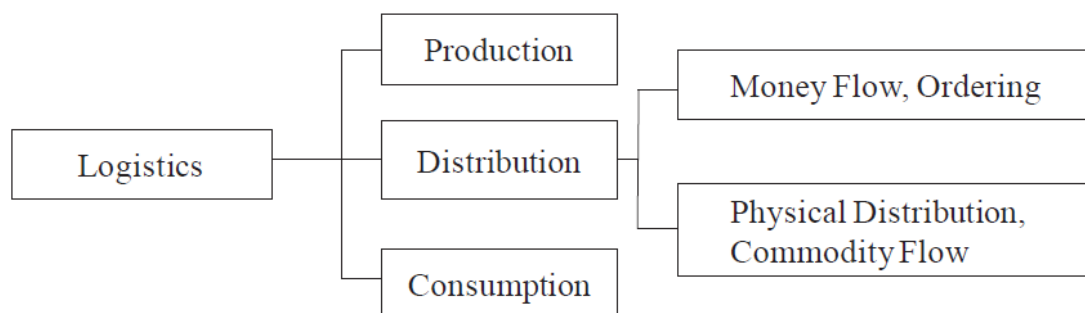 Production
Money Flow, Ordering
Logistics
Distribution
Physical Distribution,
Commodity Flow
Consumption